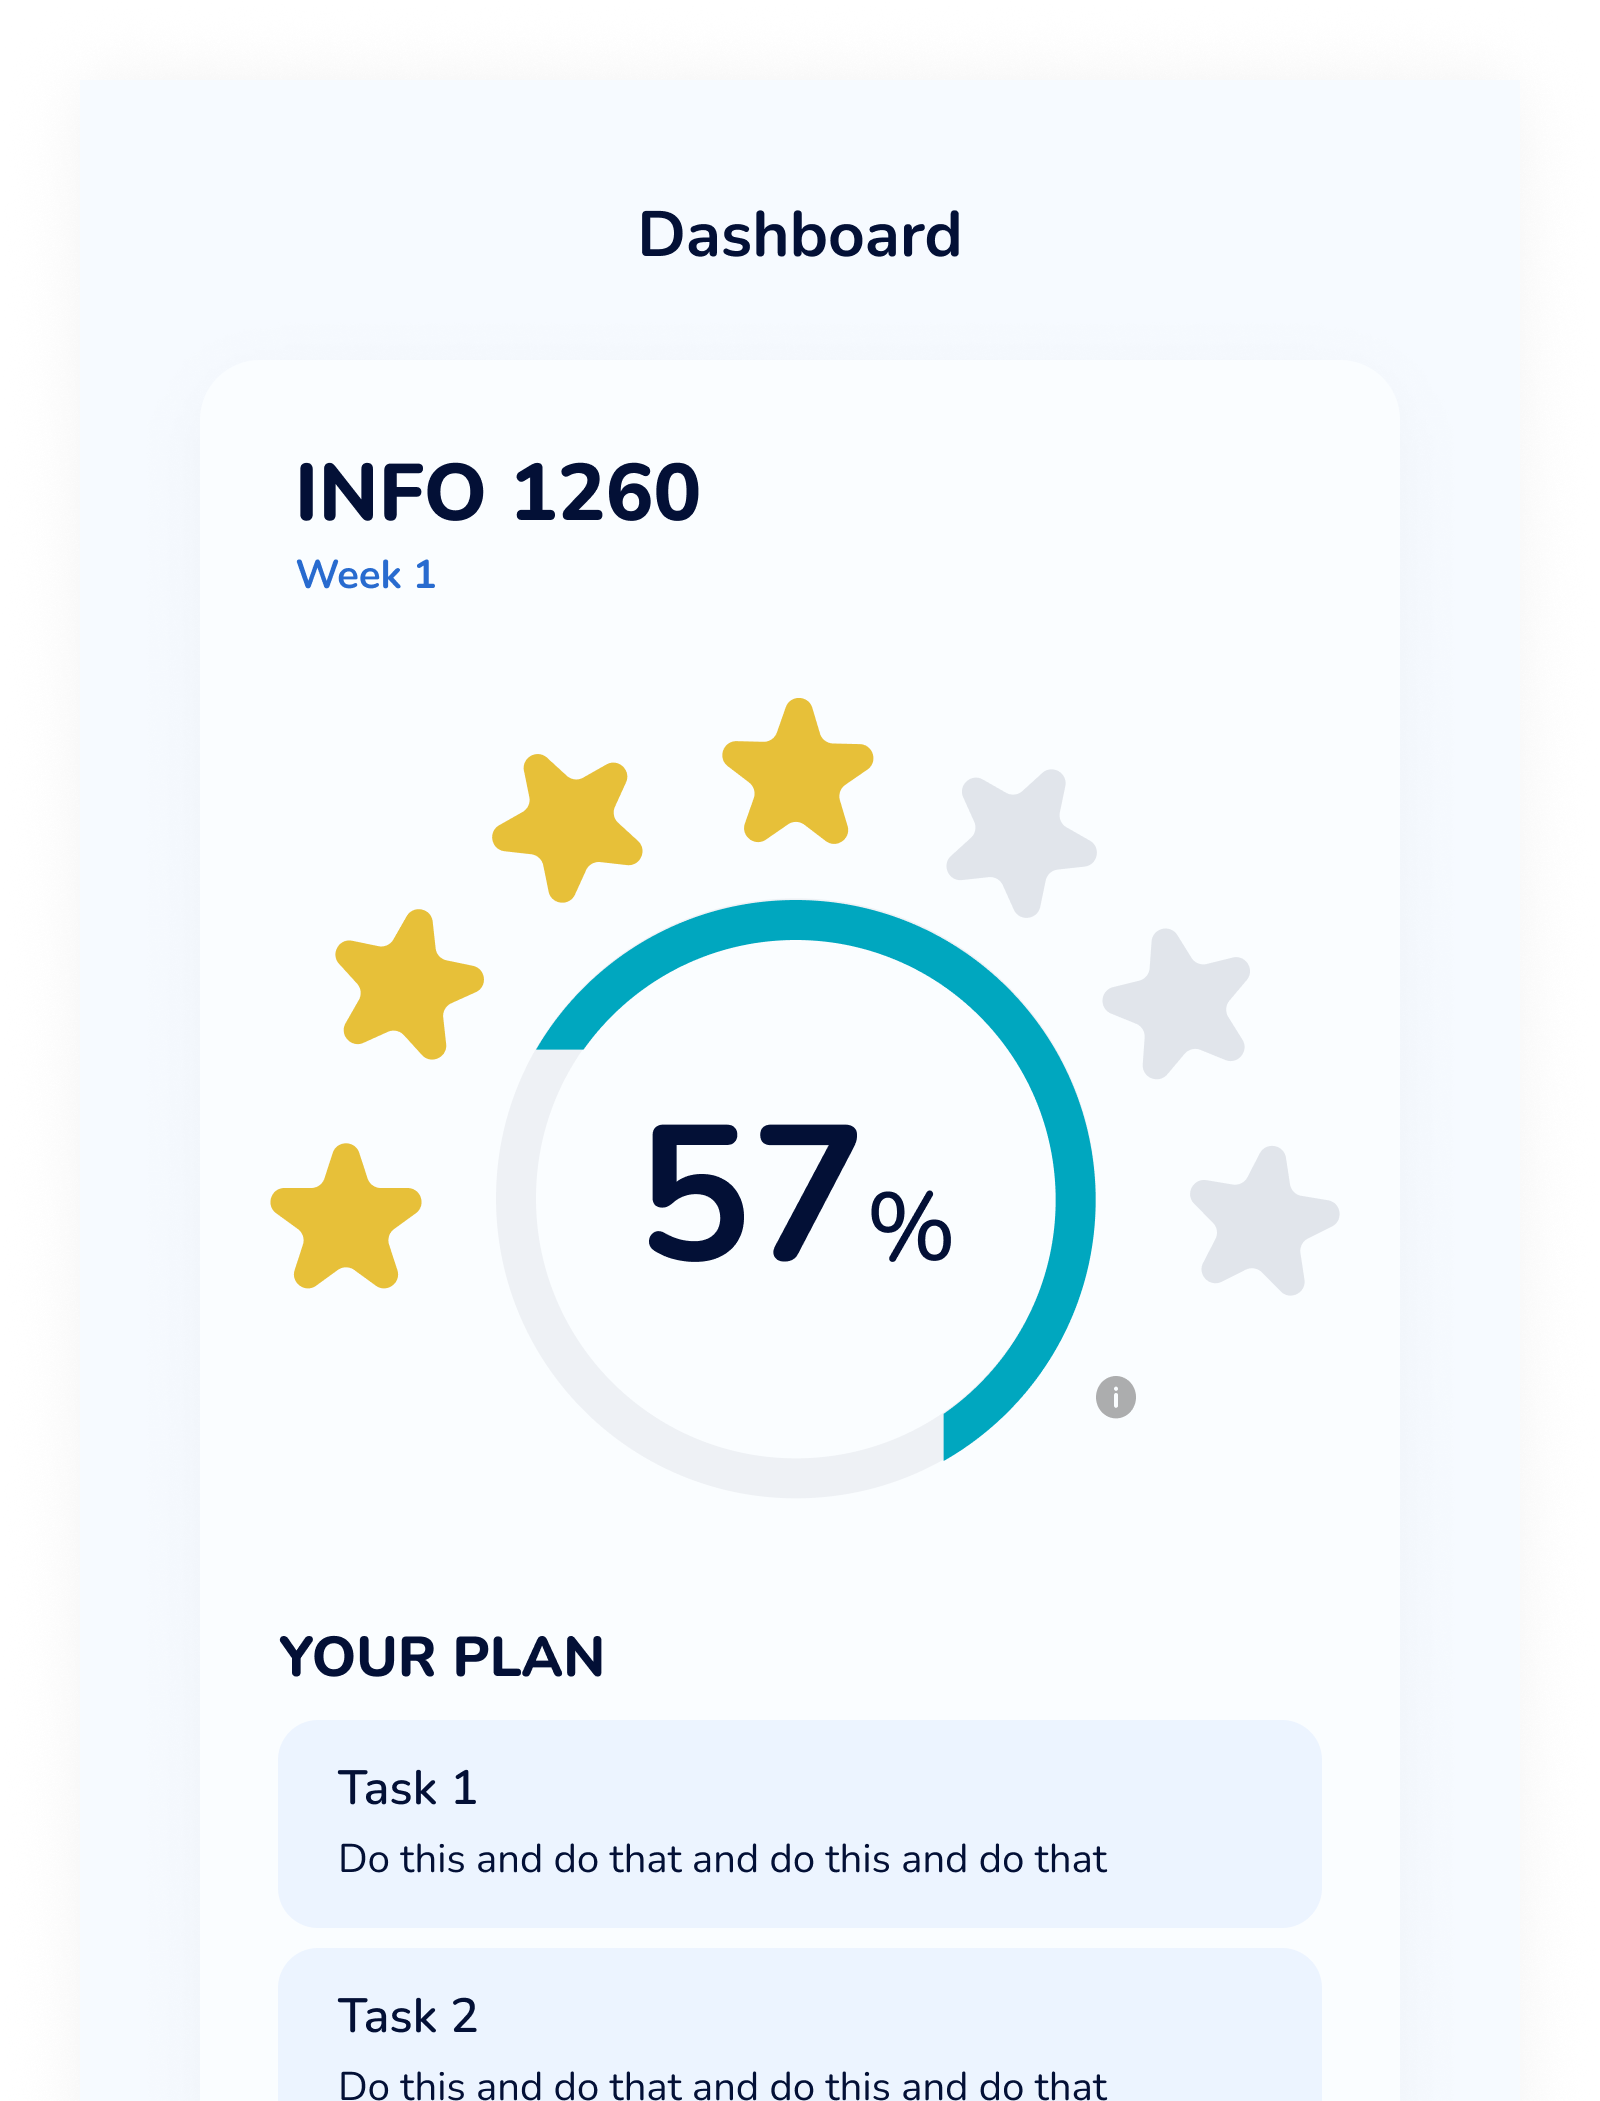 Dashboard
INFO 1260
Week 1
57%
i
YOUR PLAN
Task 1
Do this and do that and do this and do that
Task 2
Do this and do that and do this and do that